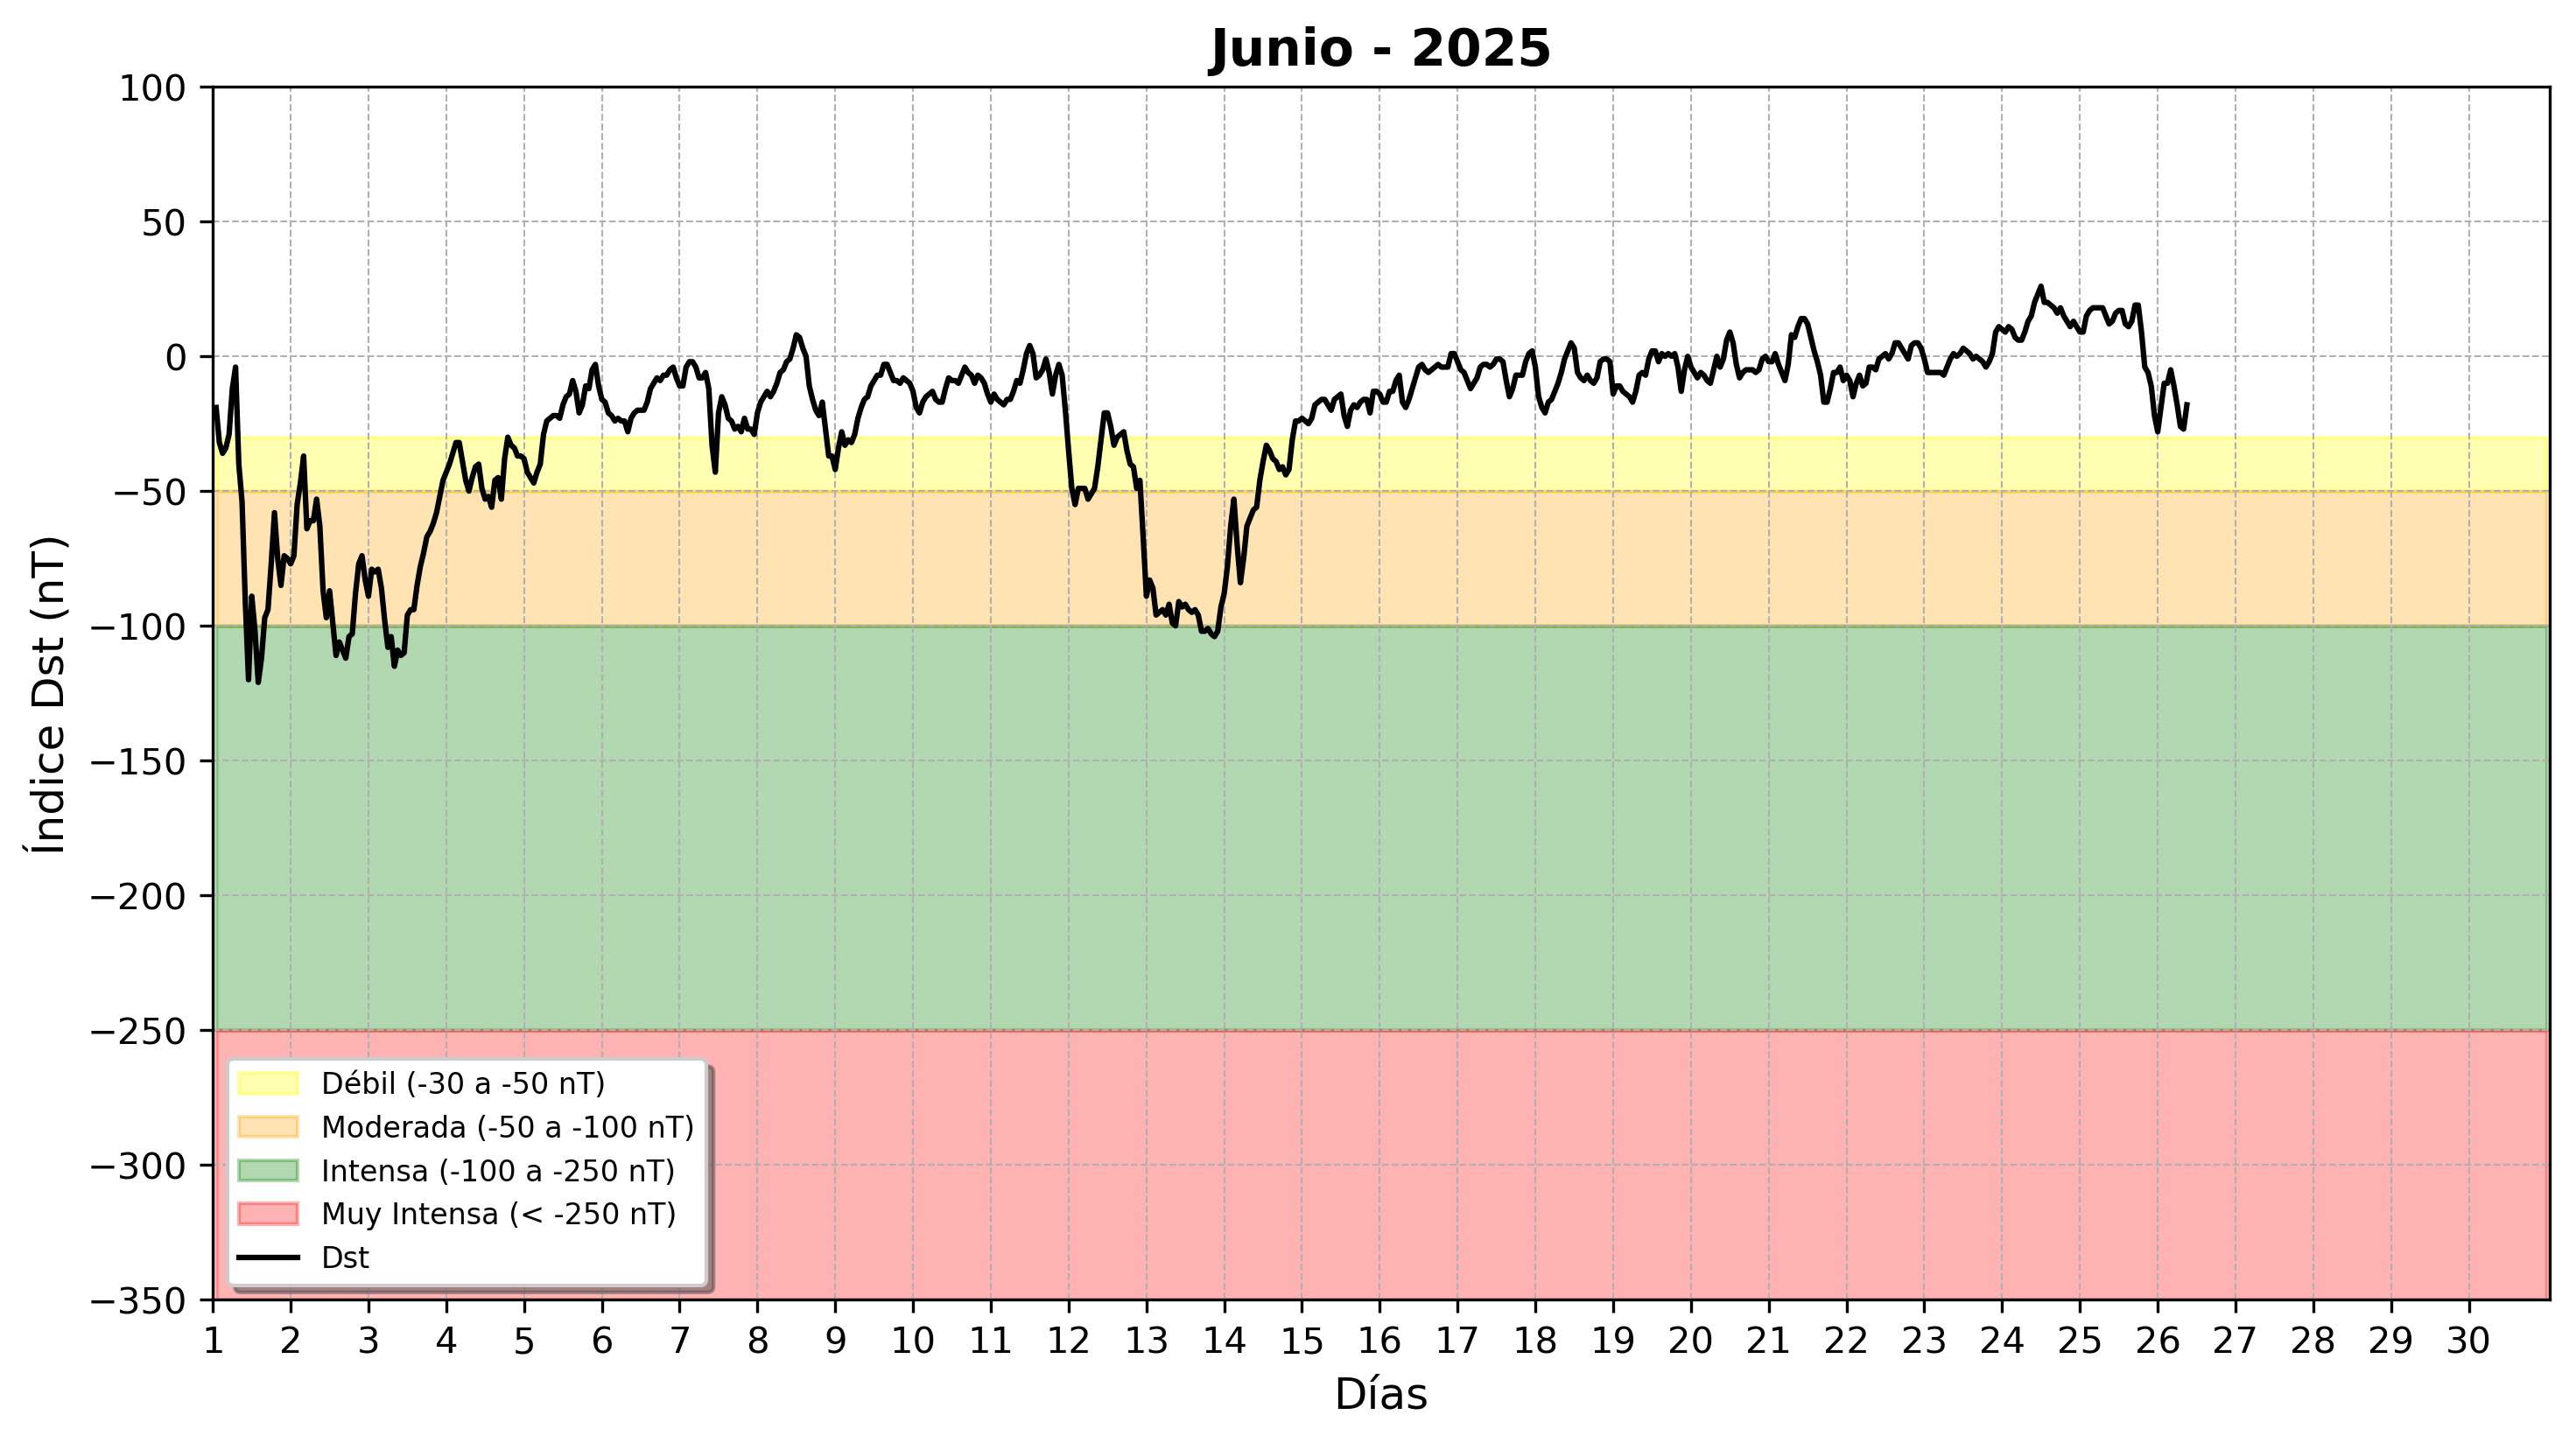 Junio - 2025
100
50
0
−50
−100
−150
−200
−250
−300
−350
Índice Dst (nT)
Débil (-30 a -50 nT)
Moderada (-50 a -100 nT)
Intensa (-100 a -250 nT)
Muy Intensa (< -250 nT)
Dst
1 2 3 4 5 6 7 8 9 10 11 12 13 14 15 16 17 18 19 20 21 22 23 24 25 26 27 28 29 30
Días